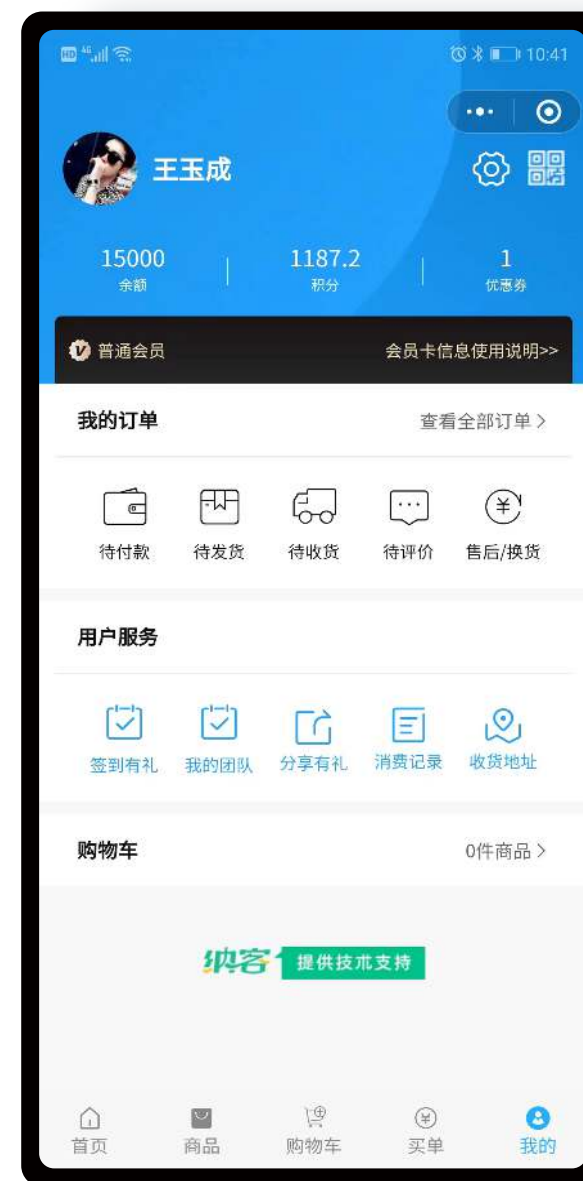 HD 4G 10:41
王玉成
15000 1187.2 1
余额 积分 优惠券
V 普通会员 会员卡信息使用说明>>
我的订单 查看全部订单>
待付款 待发货 待收货 待评价 售后/换货
用户服务
签到有礼 我的团队 分享有礼 消费记录 收货地址
购物车 0件商品>
纳客 提供技术支持
首页 商品 购物车 买单 我的